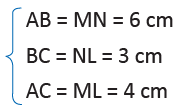 AB = MN = 6 cm
BC = NL = 3 cm
AC = ML = 4 cm